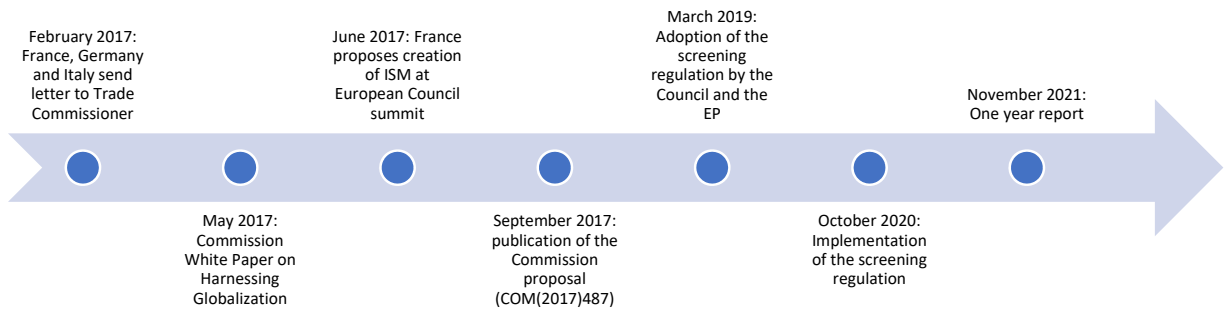 February 2017:
France, Germany
and Italy send
letter to Trade
Commissioner
May 2017:
Commission
White Paper on
Harnessing
Globalization
June 2017: France
proposes creation
of ISM at
European Council
summit
September 2017:
publication of the
Commission
proposal
(COM(2017)487)
March 2019:
Adoption of the
screening
regulation by the
Council and the
EP
October 2020:
Implementation
of the screening
regulation
November 2021:
One year report